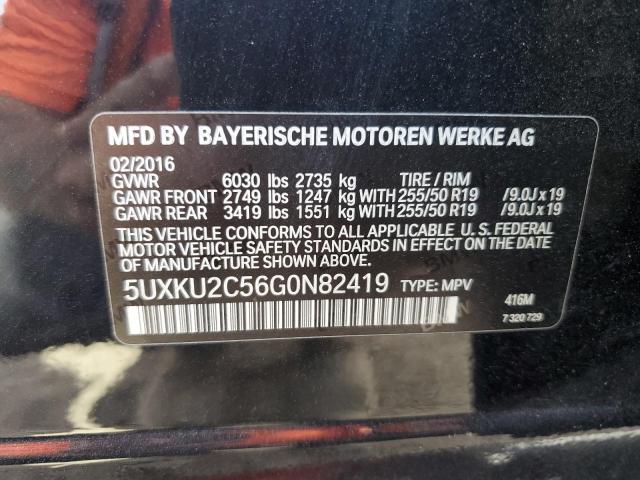 MFD BY BAYERISCHE MOTOREN WERKE AG
02/2016
GVWR 6030 lbs 2735 kg TIRE / RIM
GAWR FRONT 2749 lbs 1247 kg WITH 255/50 R19 /9.0J x 19
GAWR REAR 3419 lbs 1551 kg WITH 255/50 R19 /9.0J x 19
THIS VEHICLE CONFORMS TO ALL APPLICABLE U. S. FEDERAL
MOTOR VEHICLE SAFETY STANDARDS IN EFFECT ON THE DATE
OF MANUFACTURE SHOWN ABOVE.
5UXKU2C56G0N82419 TYPE: MPV
416M
7 320 729